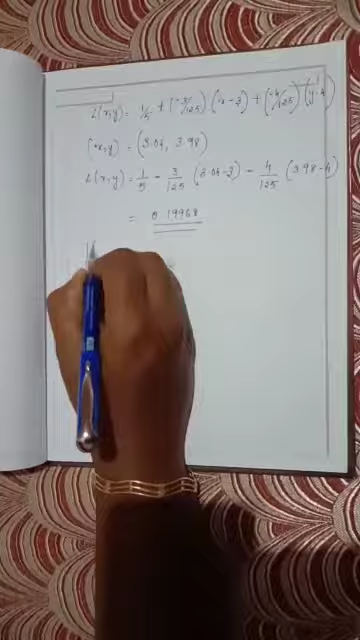 L(x,y) = 1/5 + (-3/125) (x-3) + (-4/125) (y-4)
(x,y) = (3.04, 3.98)
L(x,y) = 1/5 - 3/125 (3.04-3) - 4/125 (3.98-4)
= 0.19968